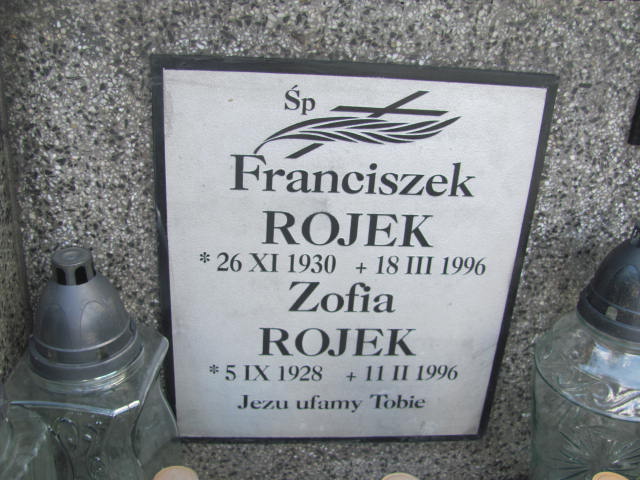 Śp
Franciszek
ROJEK
* 26 XI 1930 + 18 III 1996
Zofia
ROJEK
* 5 IX 1928 + 11 II 1996
Jezu ufamy Tobie